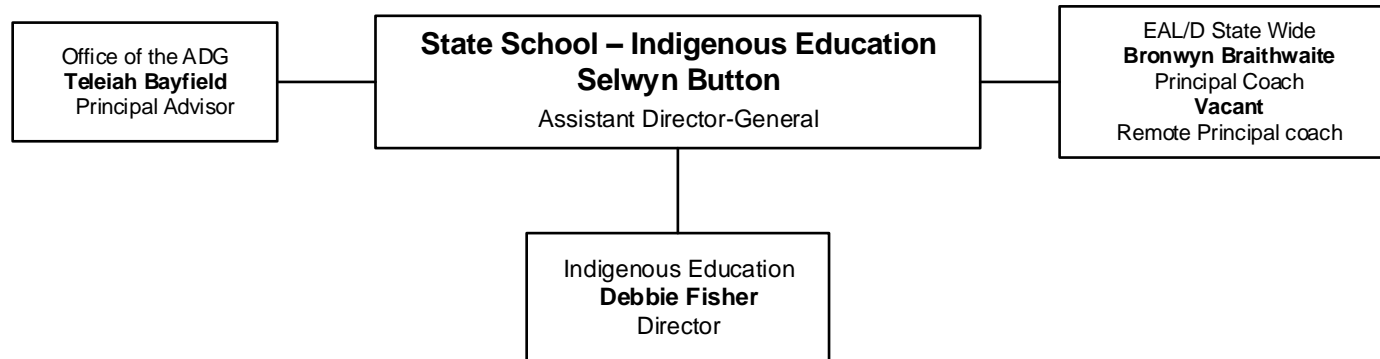 Office of the ADG
Teleiah Bayfield
Principal Advisor
State School – Indigenous Education
Selwyn Button
Assistant Director-General
EAL/D State Wide
Bronwyn Braithwaite
Principal Coach
Vacant
Remote Principal coach
Indigenous Education
Debbie Fisher
Director